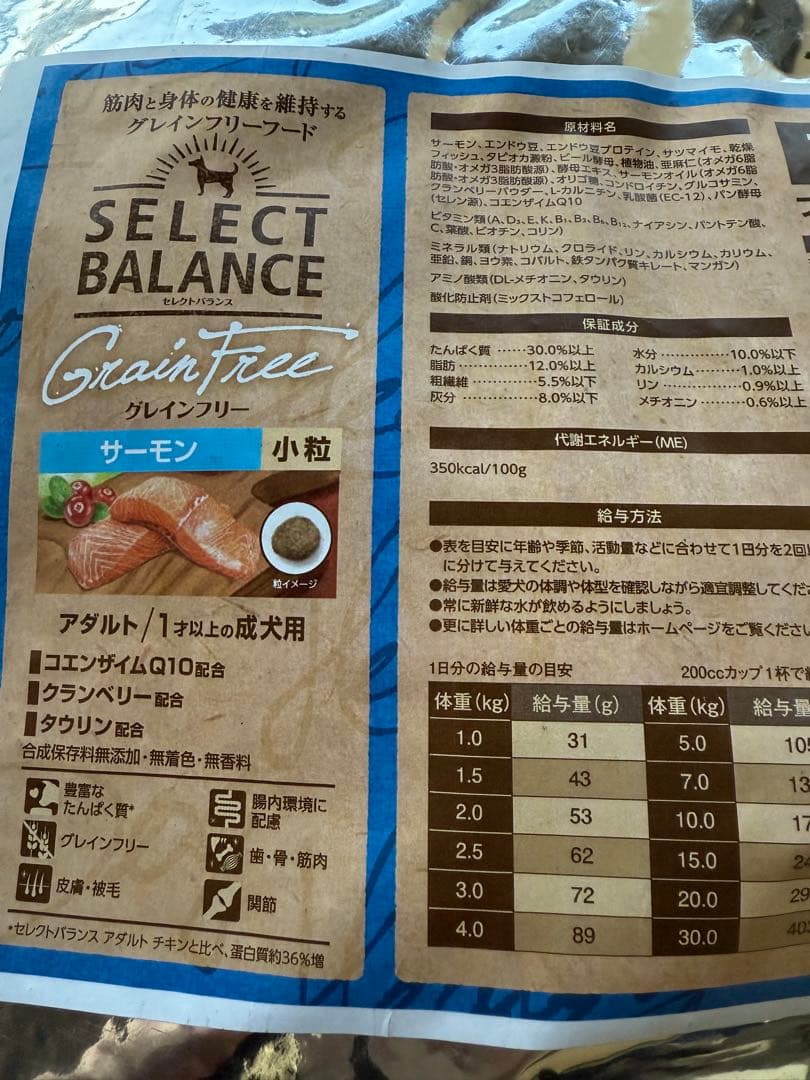 筋肉と身体の健康を維持する
グレインフリーフード
SELECT
BALANCE
セレクトバランス
Grain Free
グレインフリー
サーモン 小粒
粒イメージ
アダルト/1才以上の成犬用
コエンザイムQ10配合
クランベリー配合
タウリン配合
合成保存料無添加・無着色・無香料
豊富な
たんぱく質*
腸内環境に
配慮
グレインフリー
歯・骨・筋肉
皮膚・被毛
関節
*セレクトバランス アダルト チキンと比べ、蛋白質約36%増
原材料名
サーモン、エンドウ豆、エンドウ豆プロテイン、サツマイモ、乾燥
フィッシュ、タピオカ澱粉、ビール酵母、植物油、亜麻仁(オメガ6脂
肪酸・オメガ3脂肪酸源)、酵母エキス、サーモンオイル(オメガ6脂
肪酸・オメガ3脂肪酸源)、オリゴ糖、コンドロイチン、グルコサミン、
クランベリーパウダー、L-カルニチン、乳酸菌(EC-12)、パン酵母
(セレン源)、コエンザイムQ10
ビタミン類(A、D₃、E、K、B₁、B₂、B₆、B₁₂、ナイアシン、パントテン酸、
C、葉酸、ビオチン、コリン)
ミネラル類(ナトリウム、クロライド、リン、カルシウム、カリウム、
亜鉛、銅、ヨウ素、コバルト、鉄タンパク質キレート、マンガン)
アミノ酸類(DL-メチオニン、タウリン)
酸化防止剤(ミックストコフェロール)
保証成分
たんぱく質 ……30.0%以上 水分 …………10.0%以下
脂肪 …………12.0%以上 カルシウム………1.0%以上
粗繊維 …………5.5%以下 リン ……………0.9%以上
灰分 ……………8.0%以下 メチオニン………0.6%以上
代謝エネルギー(ME)
350kcal/100g
給与方法
●表を目安に年齢や季節、活動量などに合わせて1日分を2回
に分けて与えてください。
●給与量は愛犬の体調や体型を確認しながら適宜調整してくだ
●常に新鮮な水が飲めるようにしましょう。
●更に詳しい体重ごとの給与量はホームページをご覧ください
1日分の給与量の目安 200ccカップ1杯で
体重(kg) 給与量(g) 体重(kg) 給与量
1.0 31 5.0 10
1.5 43 7.0 13
2.0 53 10.0 17
2.5 62 15.0 24
3.0 72 20.0 29
4.0 89 30.0 40